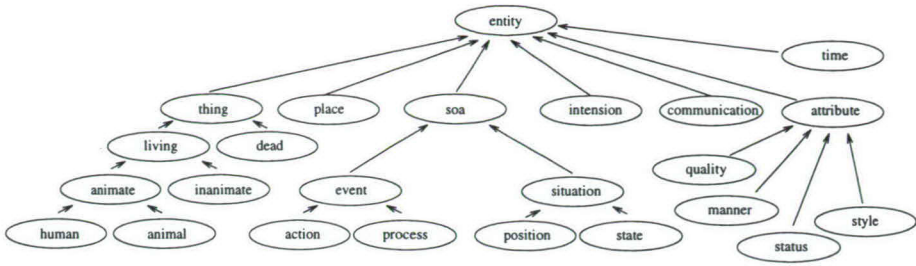 entity
time
thing
place
soa
intension
communication
attribute
living
dead
quality
animate
inanimate
event
situation
manner
style
human
animal
action
process
position
state
status